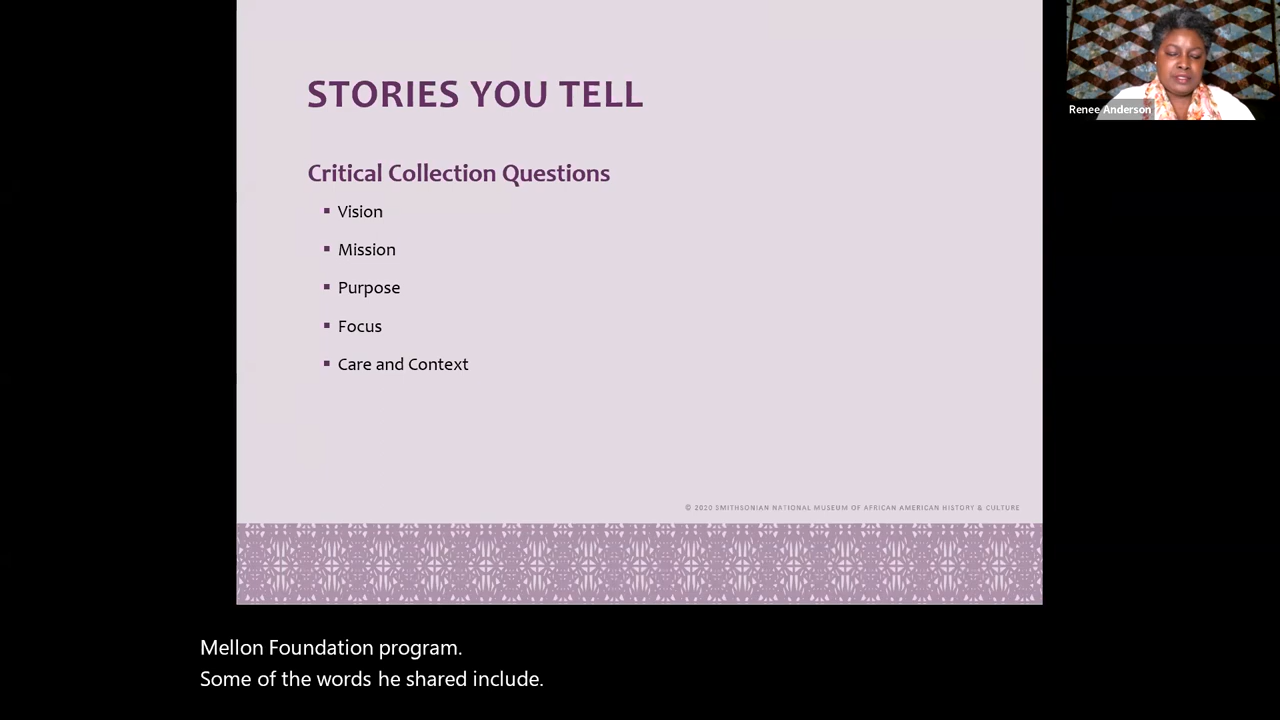 STORIES YOU TELL
Renee Anderson
Critical Collection Questions
▪ Vision
▪ Mission
▪ Purpose
▪ Focus
▪ Care and Context
© 2020 SMITHSONIAN NATIONAL MUSEUM OF AFRICAN AMERICAN HISTORY & CULTURE
Mellon Foundation program.
Some of the words he shared include.